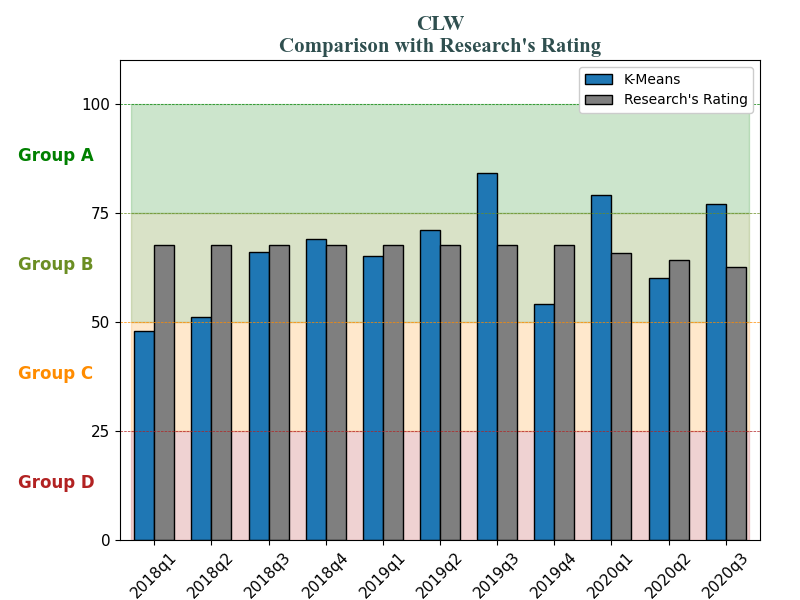 CLW
Comparison with Research's Rating
K-Means
Research's Rating
100
Group A
75
Group B
50
Group C
25
Group D
0
2018q1
2018q2
2018q3
2018q4
2019q1
2019q2
2019q3
2019q4
2020q1
2020q2
2020q3